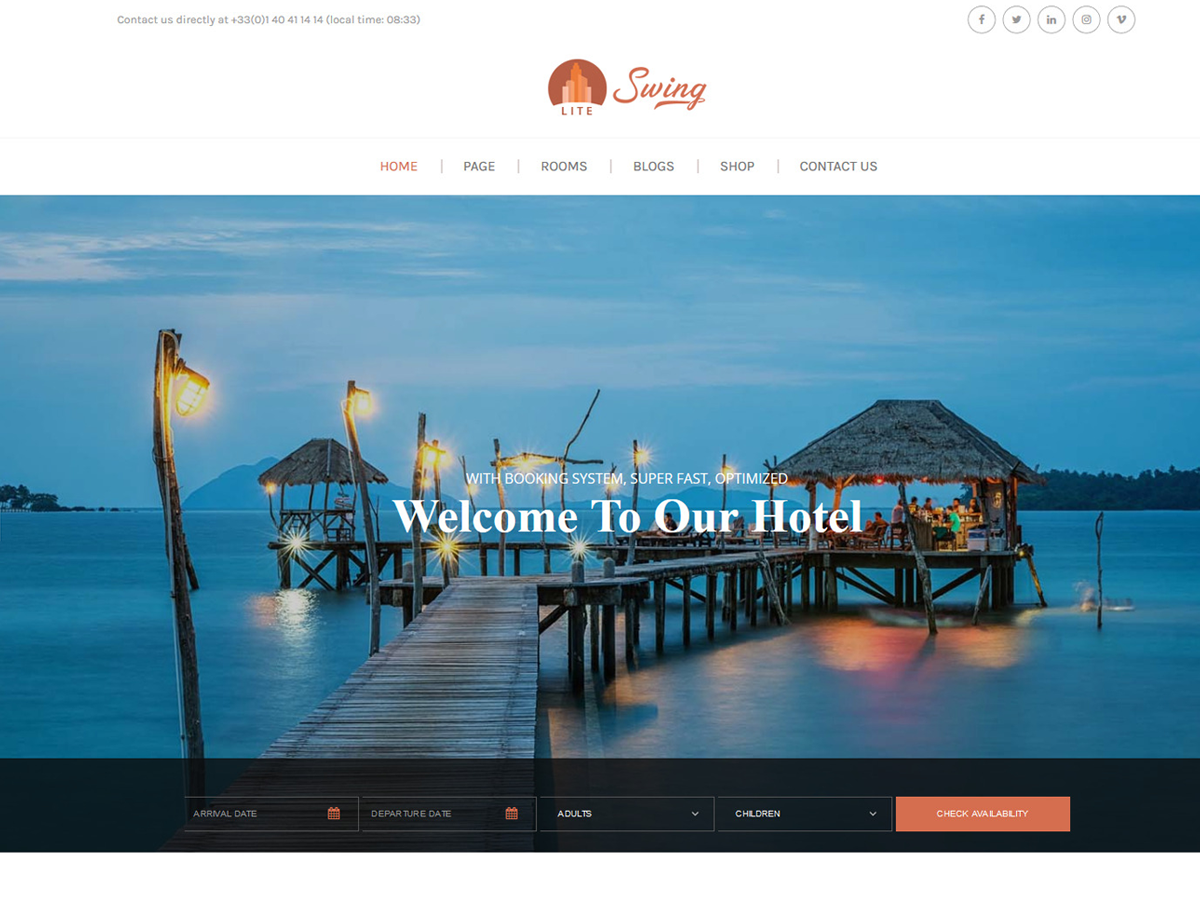 Contact us directly at +33(0)1 40 41 14 14 (local time: 08:33)
LITE
Swing
HOME | PAGE | ROOMS | BLOGS | SHOP | CONTACT US
WITH BOOKING SYSTEM, SUPER FAST, OPTIMIZED
Welcome To Our Hotel
ARRIVAL DATE DEPARTURE DATE ADULTS CHILDREN CHECK AVAILABILITY